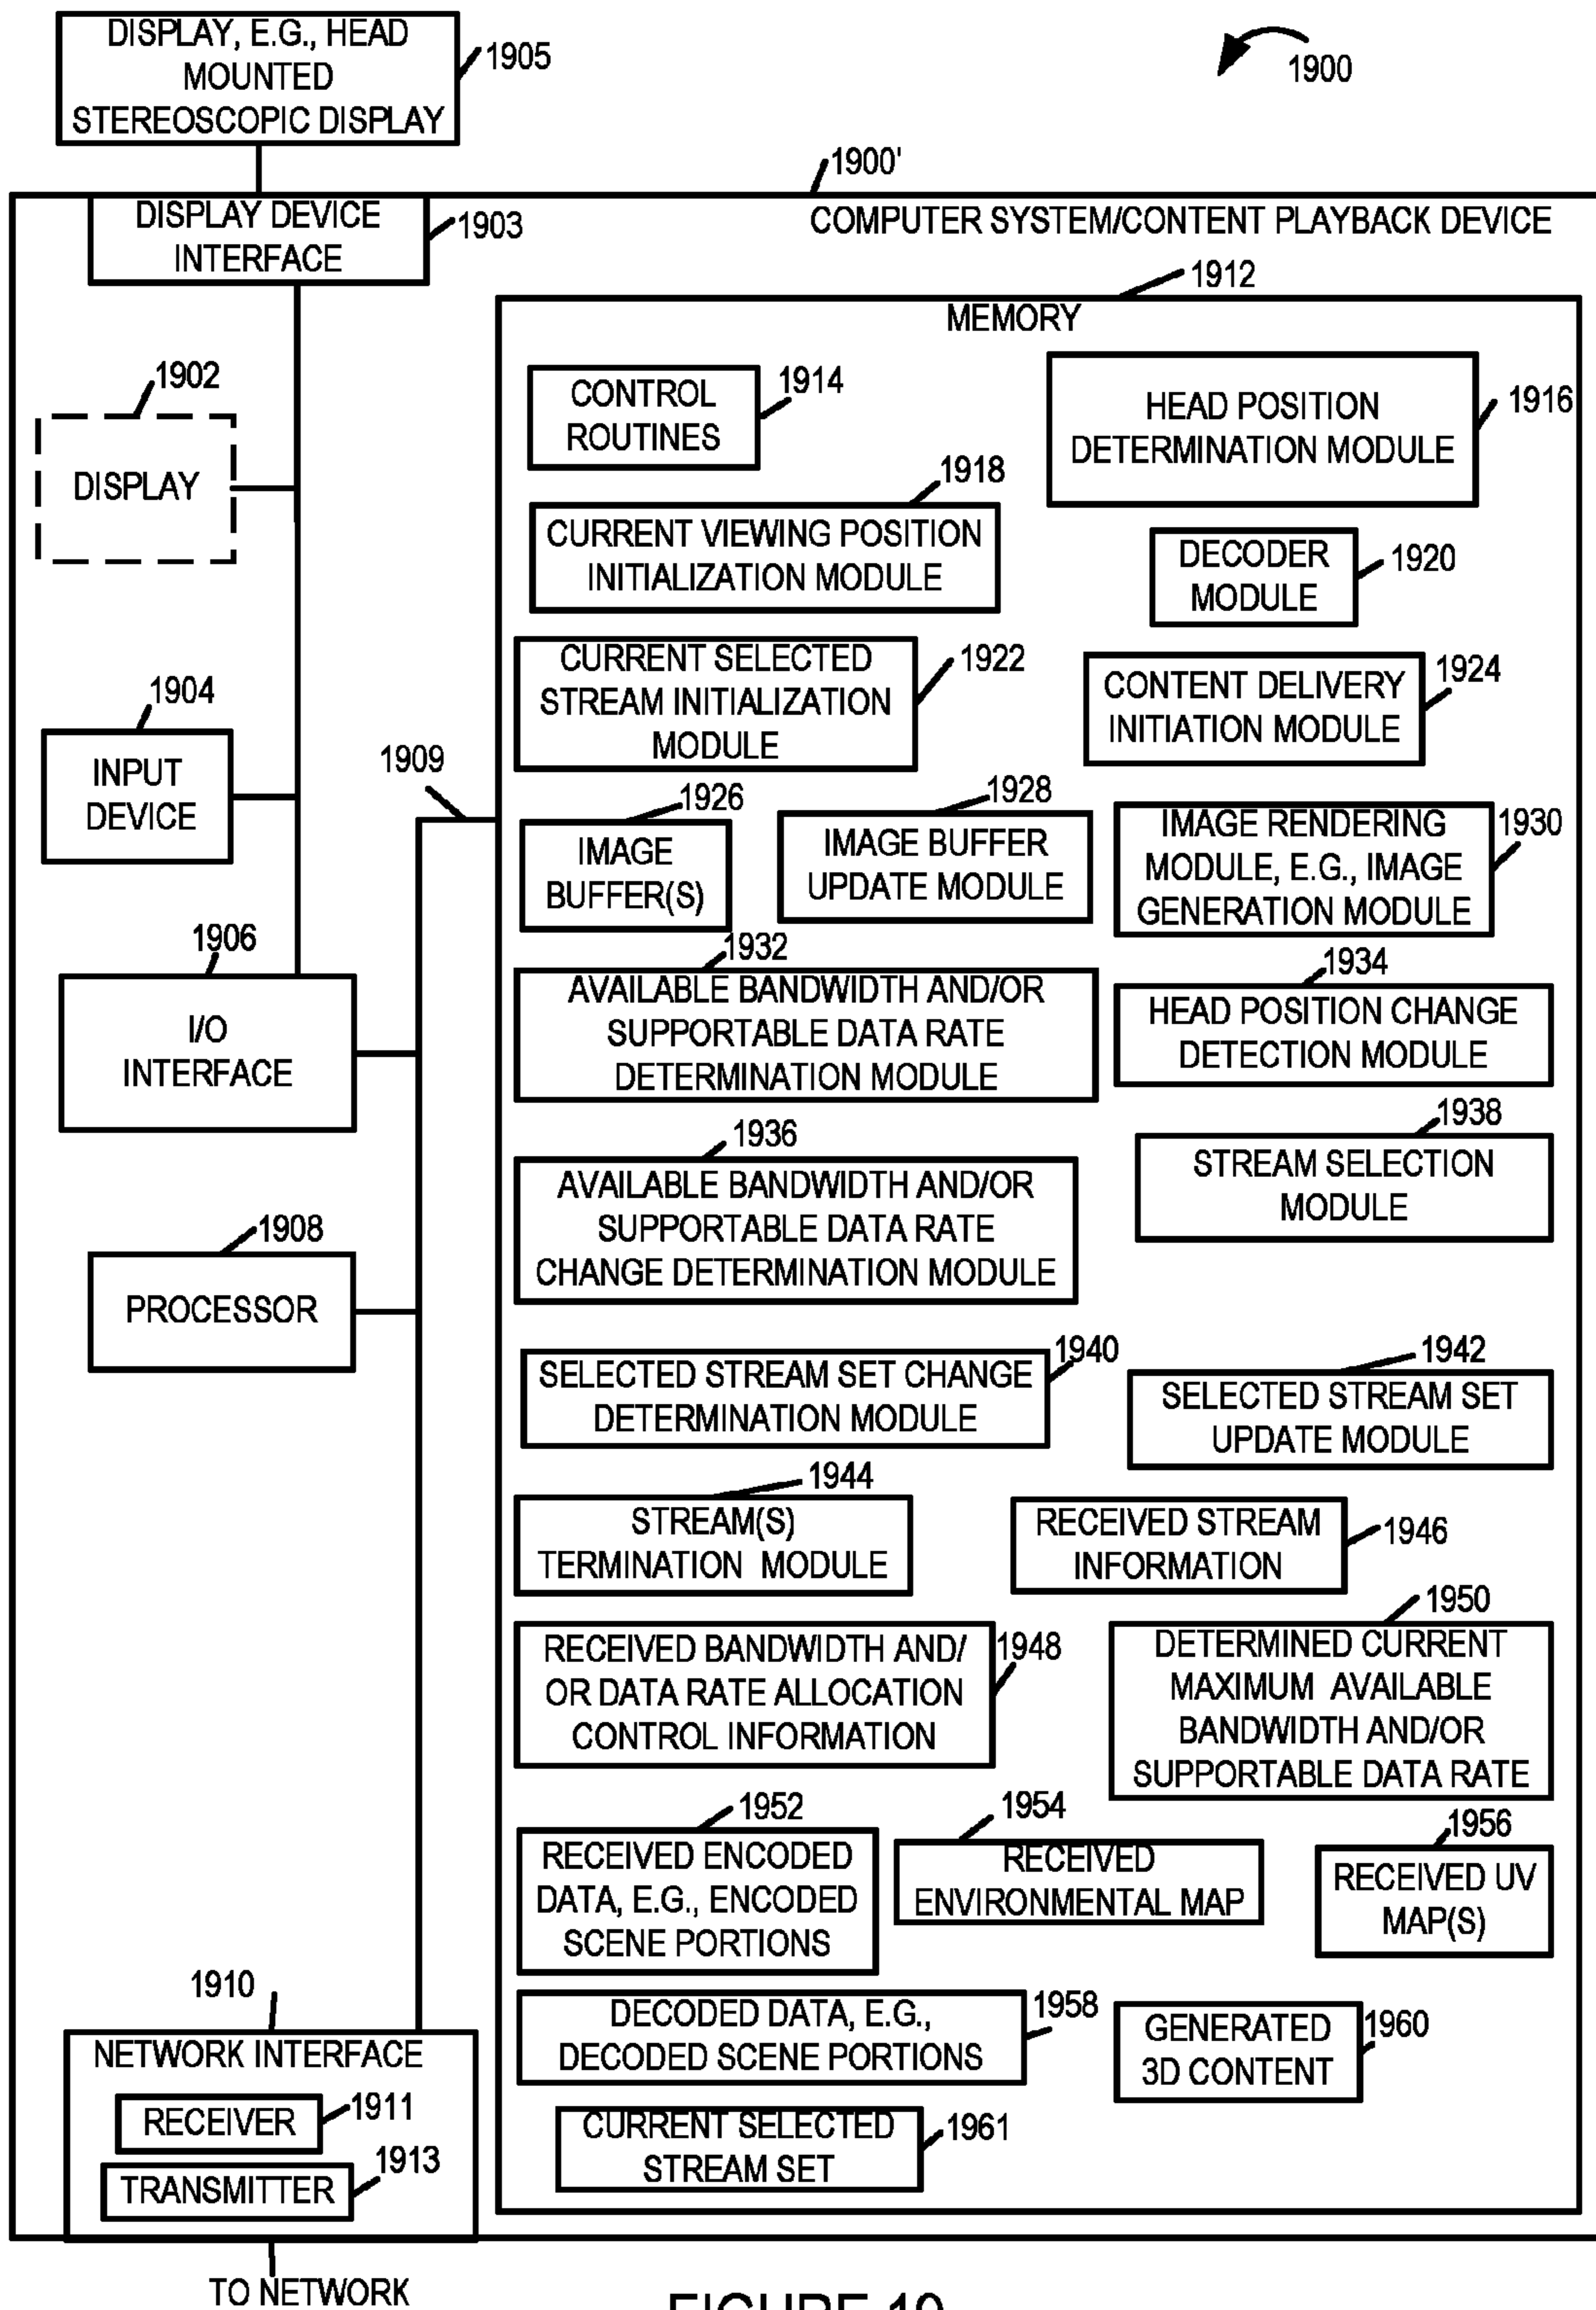 DISPLAY, E.G., HEAD
MOUNTED
STEREOSCOPIC DISPLAY
1905
1900
1900'
DISPLAY DEVICE
INTERFACE
1903
COMPUTER SYSTEM/CONTENT PLAYBACK DEVICE
1912
MEMORY
1902
DISPLAY
CONTROL
ROUTINES
1914
HEAD POSITION
DETERMINATION MODULE
1916
1918
CURRENT VIEWING POSITION
INITIALIZATION MODULE
DECODER
MODULE
1920
CURRENT SELECTED
STREAM INITIALIZATION
MODULE
1922
CONTENT DELIVERY
INITIATION MODULE
1924
1904
INPUT
DEVICE
1909
1926
IMAGE
BUFFER(S)
1928
IMAGE BUFFER
UPDATE MODULE
IMAGE RENDERING
MODULE, E.G., IMAGE
GENERATION MODULE
1930
1906
I/O
INTERFACE
1932
AVAILABLE BANDWIDTH AND/OR
SUPPORTABLE DATA RATE
DETERMINATION MODULE
1934
HEAD POSITION CHANGE
DETECTION MODULE
1936
AVAILABLE BANDWIDTH AND/OR
SUPPORTABLE DATA RATE
CHANGE DETERMINATION MODULE
1938
STREAM SELECTION
MODULE
1908
PROCESSOR
SELECTED STREAM SET CHANGE
DETERMINATION MODULE
1940
1942
SELECTED STREAM SET
UPDATE MODULE
1944
STREAM(S)
TERMINATION MODULE
RECEIVED STREAM
INFORMATION
1946
RECEIVED BANDWIDTH AND/
OR DATA RATE ALLOCATION
CONTROL INFORMATION
1948
1950
DETERMINED CURRENT
MAXIMUM AVAILABLE
BANDWIDTH AND/OR
SUPPORTABLE DATA RATE
1952
RECEIVED ENCODED
DATA, E.G., ENCODED
SCENE PORTIONS
1954
RECEIVED
ENVIRONMENTAL MAP
1956
RECEIVED UV
MAP(S)
DECODED DATA, E.G.,
DECODED SCENE PORTIONS
1958
GENERATED
3D CONTENT
1960
CURRENT SELECTED
STREAM SET
1961
1910
NETWORK INTERFACE
RECEIVER
1911
TRANSMITTER
1913
TO NETWORK
FIGURE 19